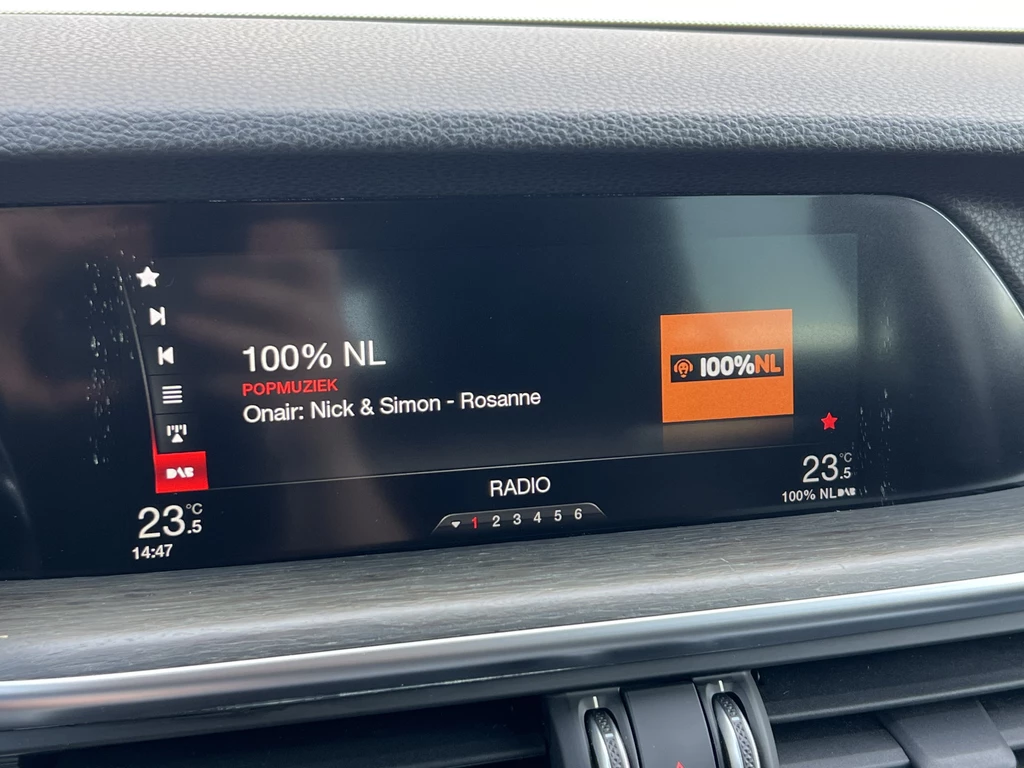 100% NL
POPMUZIEK
Onair: Nick & Simon - Rosanne
100%NL
DAB
RADIO
1 2 3 4 5 6
23.5 °C
14:47
23.5 °C
100% NL DAB